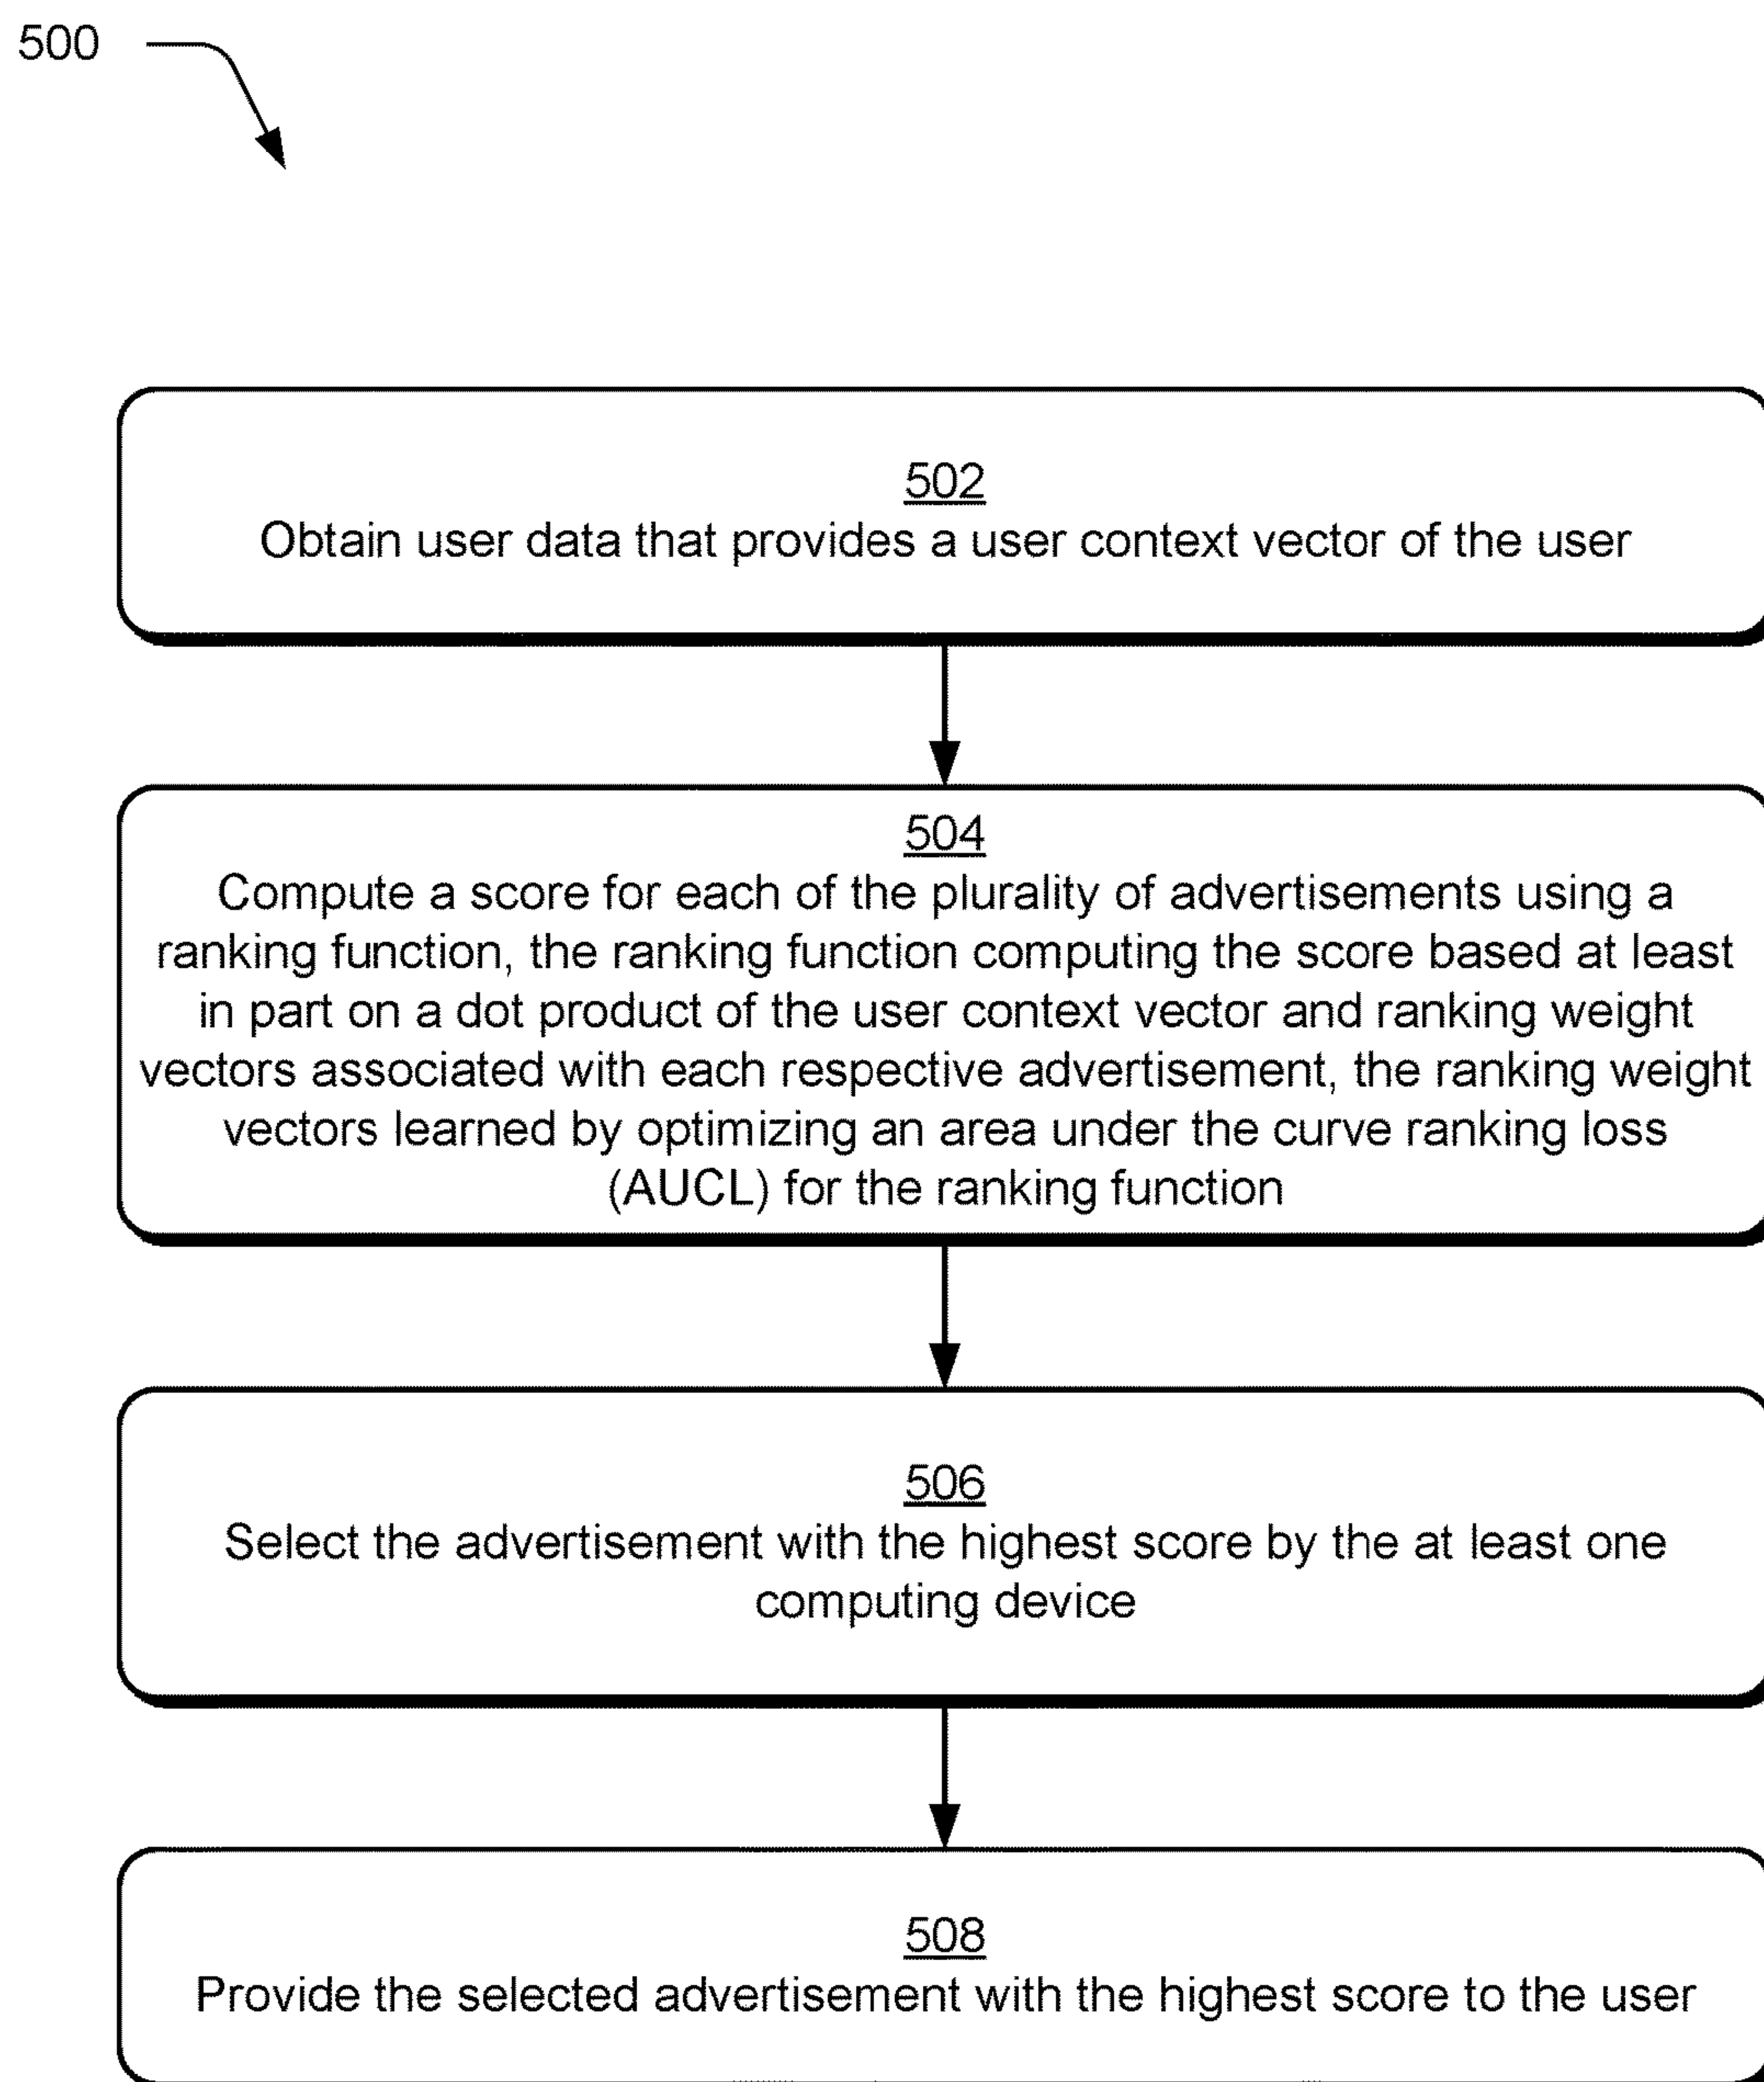 500
502
Obtain user data that provides a user context vector of the user
504
Compute a score for each of the plurality of advertisements using a
ranking function, the ranking function computing the score based at least
in part on a dot product of the user context vector and ranking weight
vectors associated with each respective advertisement, the ranking weight
vectors learned by optimizing an area under the curve ranking loss
(AUCL) for the ranking function
506
Select the advertisement with the highest score by the at least one
computing device
508
Provide the selected advertisement with the highest score to the user